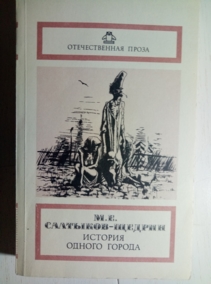 ОТЕЧЕСТВЕННАЯ ПРОЗА
М.Е.
САЛТЫКОВ-ЩЕДРИН
ИСТОРИЯ
ОДНОГО ГОРОДА